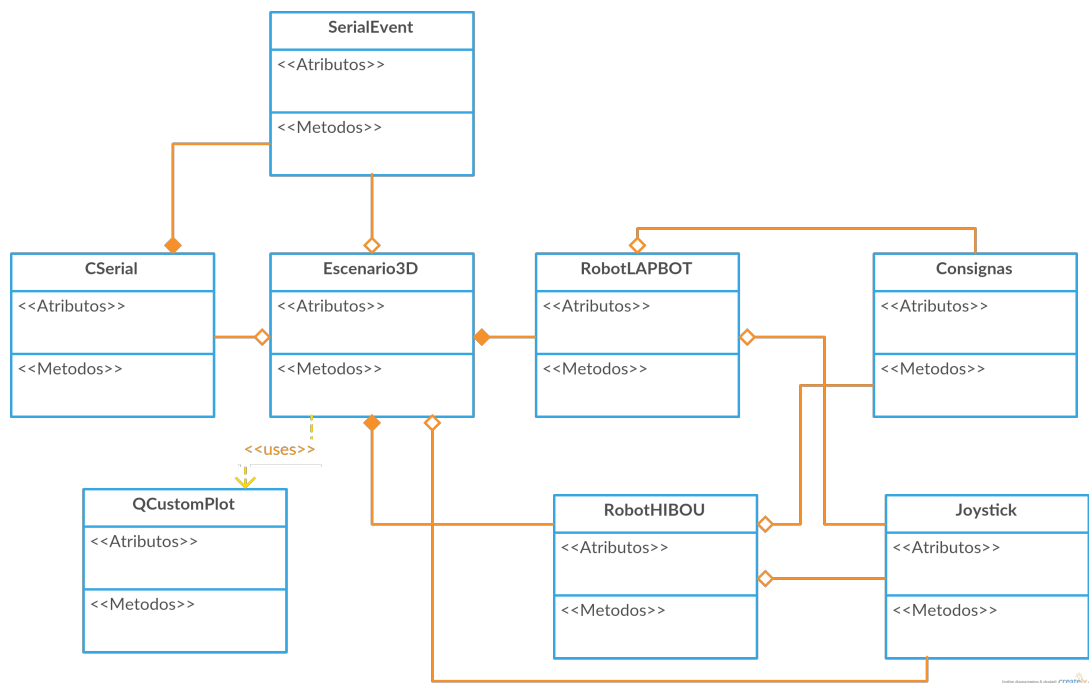 SerialEvent
<<Atributos>>
<<Metodos>>
CSerial
<<Atributos>>
<<Metodos>>
Escenario3D
<<Atributos>>
<<Metodos>>
RobotLAPBOT
<<Atributos>>
<<Metodos>>
Consignas
<<Atributos>>
<<Metodos>>
<<uses>>
QCustomPlot
<<Atributos>>
<<Metodos>>
RobotHIBOU
<<Atributos>>
<<Metodos>>
Joystick
<<Atributos>>
<<Metodos>>